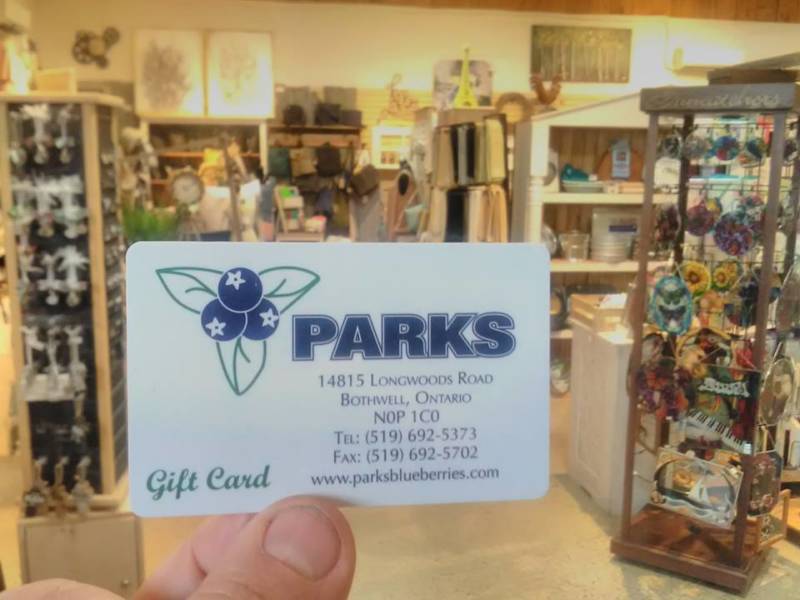 Suncatchers
PARKS
14815 Longwoods Road
Bothwell, Ontario
N0P 1C0
Tel: (519) 692-5373
Fax: (519) 692-5702
www.parksblueberries.com
Gift Card